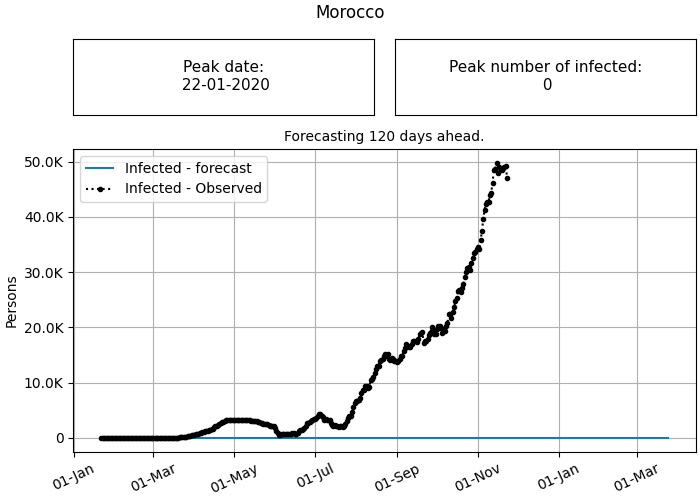 Morocco
Peak date:
22-01-2020
Peak number of infected:
0
Forecasting 120 days ahead.
Infected - forecast
Infected - Observed
50.0K
40.0K
30.0K
20.0K
10.0K
0
Persons
01-Jan
01-Mar
01-May
01-Jul
01-Sep
01-Nov
01-Jan
01-Mar